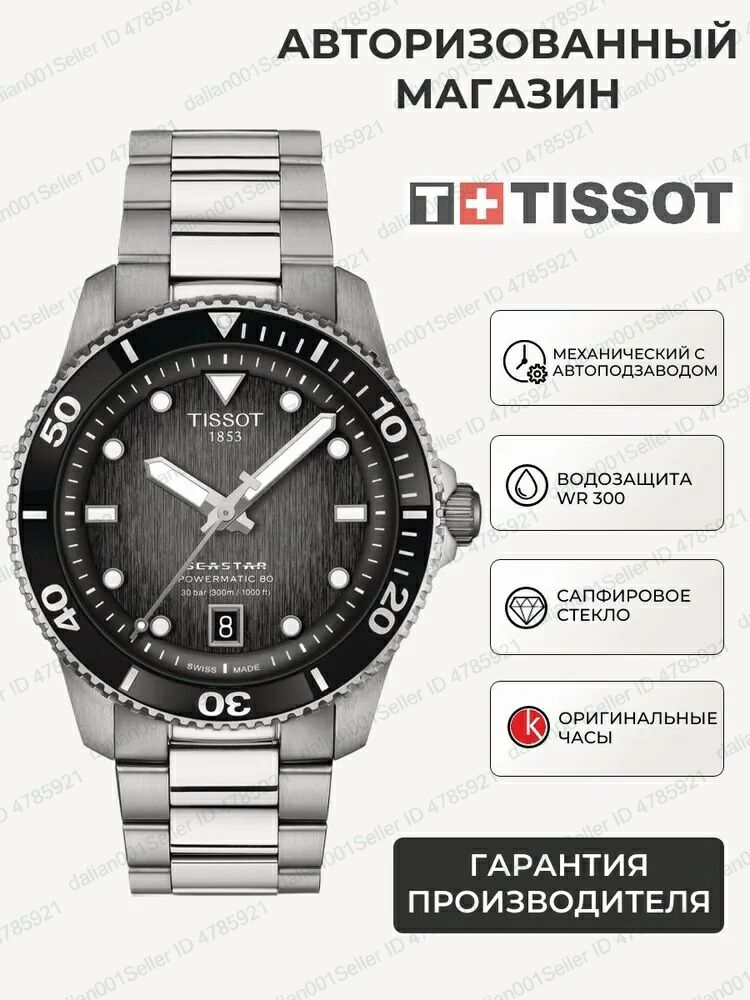 АВТОРИЗОВАННЫЙ
МАГАЗИН
T+TISSOT
МЕХАНИЧЕСКИЙ С
АВТОПОДЗАВОДОМ
ВОДОЗАЩИТА
WR 300
САПФИРОВОЕ
СТЕКЛО
k
ОРИГИНАЛЬНЫЕ
ЧАСЫ
ГАРАНТИЯ
ПРОИЗВОДИТЕЛЯ
TISSOT
1853
SEASTAR
POWERMATIC 80
30 bar (300m / 1000 ft)
8
SWISS MADE
10
20
30
40
50
dalian001Seller ID 4785921